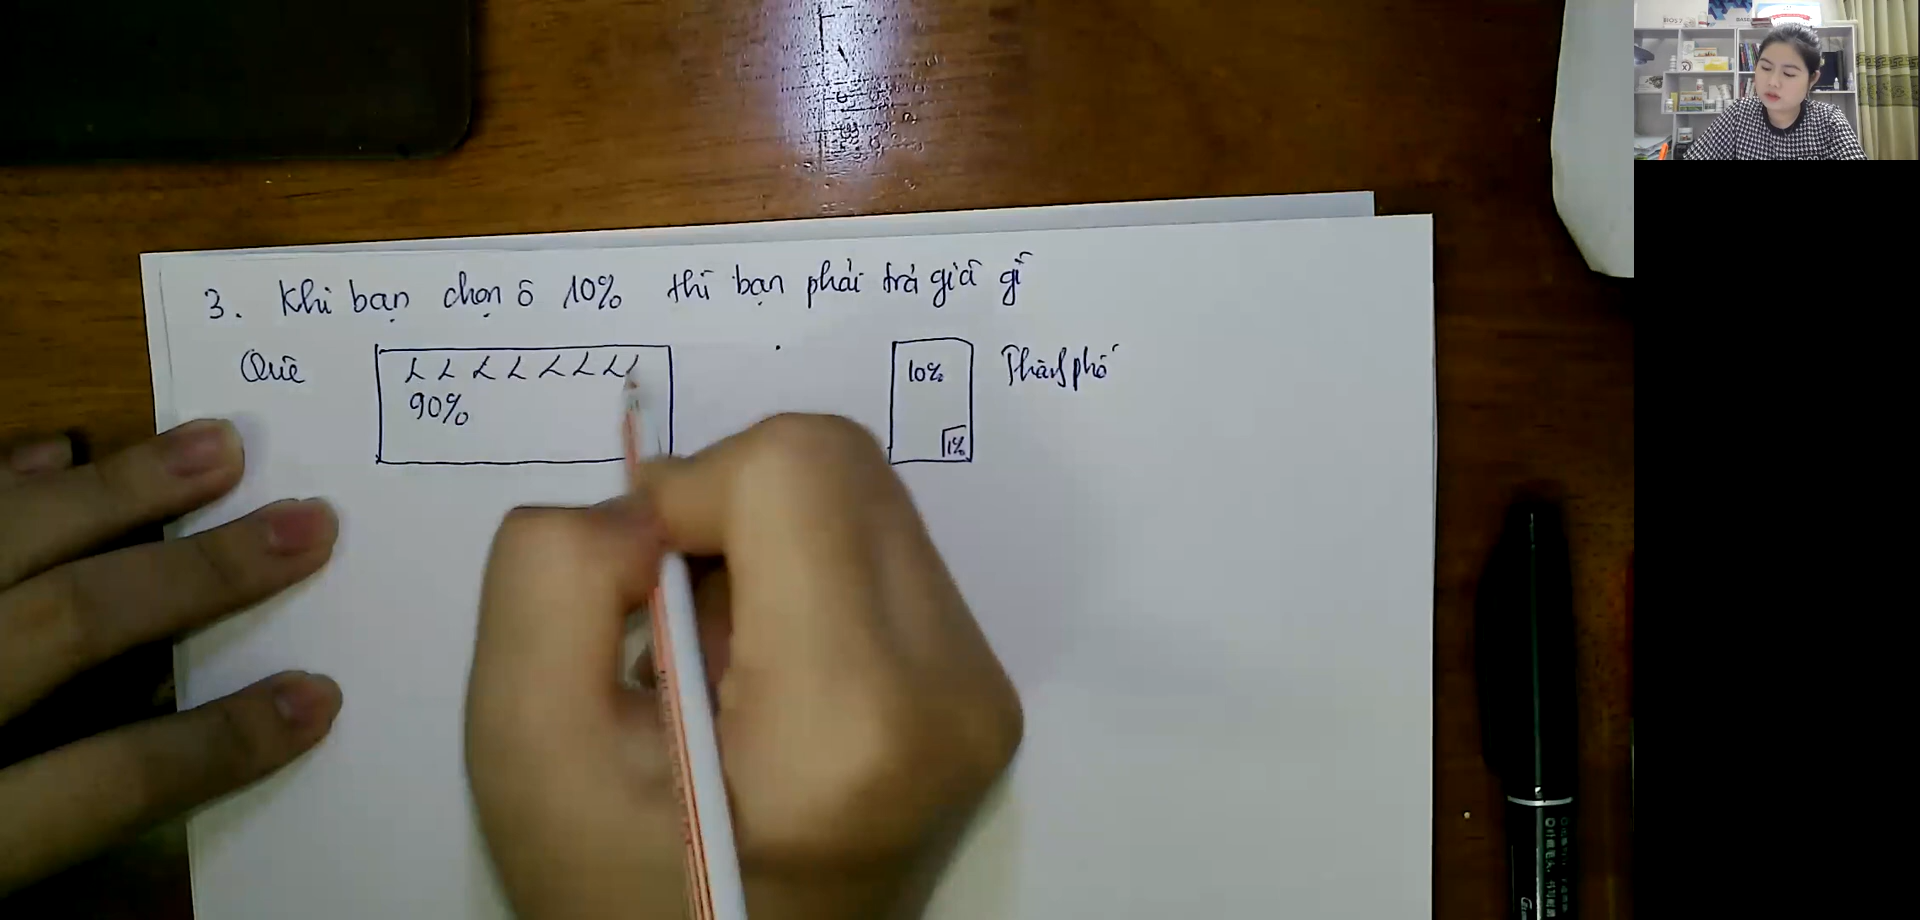 3. Khi bạn chọn ô 10% thì bạn phải trả giá gì
Quê
90%
10%
1%
Thành phố